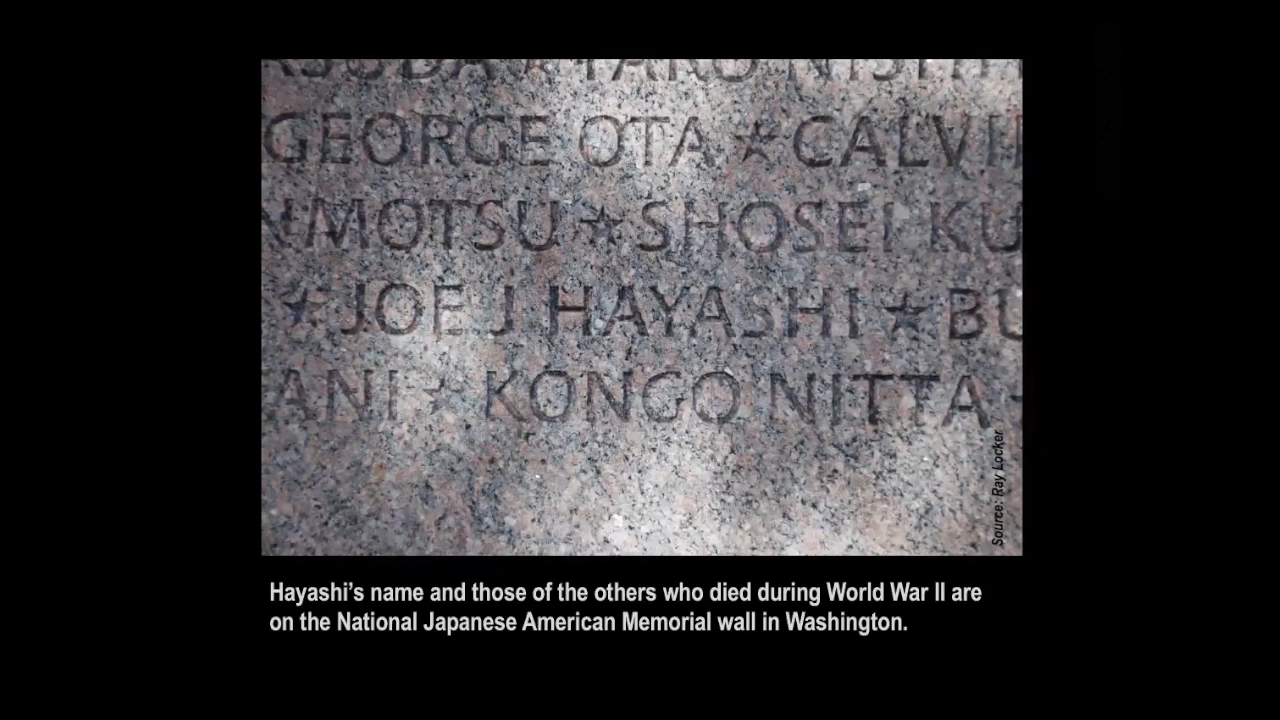 GEORGE OTA ★ CALVI
MOTSU ★ SHOSEI KU
★ JOE J HAYASHI ★ BU
ANI ★ KONGO NITTA
Source: Ray Locker
Hayashi’s name and those of the others who died during World War II are
on the National Japanese American Memorial wall in Washington.